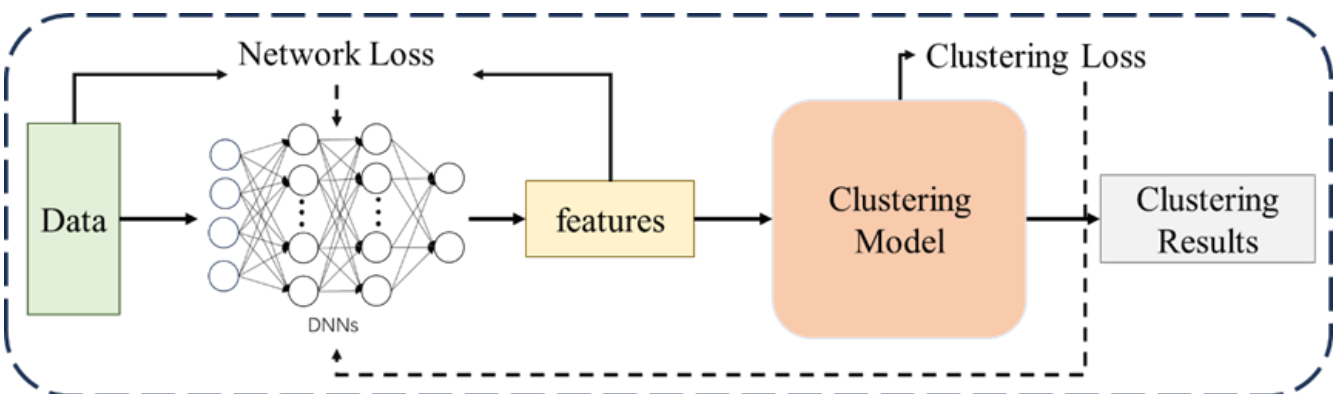 Network Loss
Clustering Loss
Data
features
Clustering
Model
Clustering
Results
DNNs